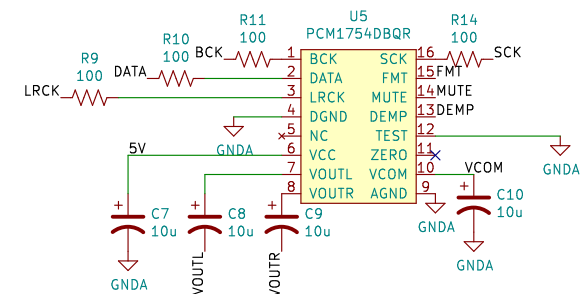 U5
PCM1754DBQR
R11
100
R14
100
R10
100
R9
100
BCK
SCK
DATA
LRCK
1 BCK SCK 16
2 DATA FMT 15 FMT
3 LRCK MUTE 14 MUTE
4 DGND DEMP 13 DEMP
5 NC TEST 12
6 VCC ZERO 11
7 VOUTL VCOM 10
8 VOUTR AGND 9
GNDA
GNDA
5V
VCOM
C7
10u
C8
10u
C9
10u
C10
10u
GNDA
GNDA
GNDA
VOUTL
VOUTR